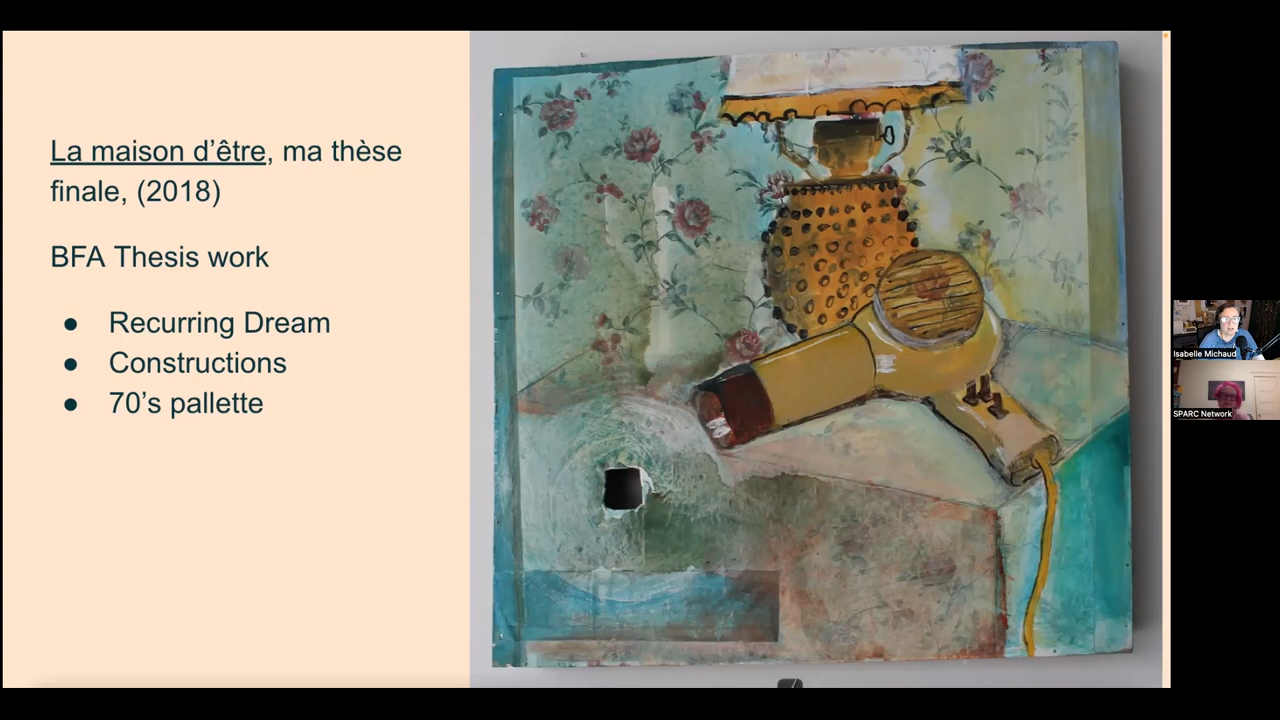 La maison d’être, ma thèse
finale, (2018)
BFA Thesis work
● Recurring Dream
● Constructions
● 70’s pallette
Isabelle Michaud
SPARC Network